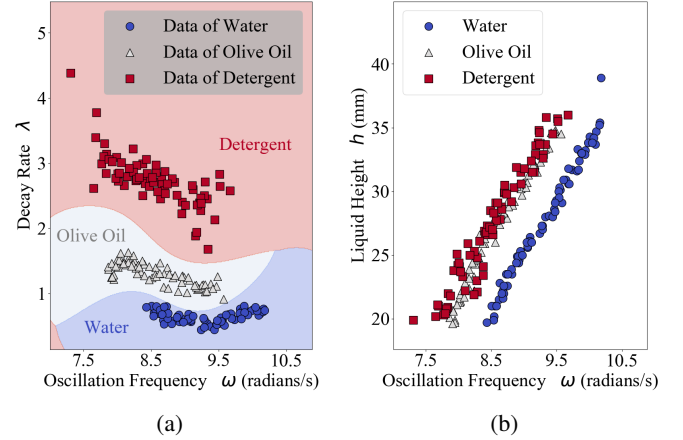 Data of Water
Data of Olive Oil
Data of Detergent
Detergent
Olive Oil
Water
5
4
3
2
1
Decay Rate λ
7.5 8.5 9.5 10.5
Oscillation Frequency ω (radians/s)
(a)
Water
Olive Oil
Detergent
40
35
30
25
20
Liquid Height h (mm)
7.5 8.5 9.5 10.5
Oscillation Frequency ω (radians/s)
(b)